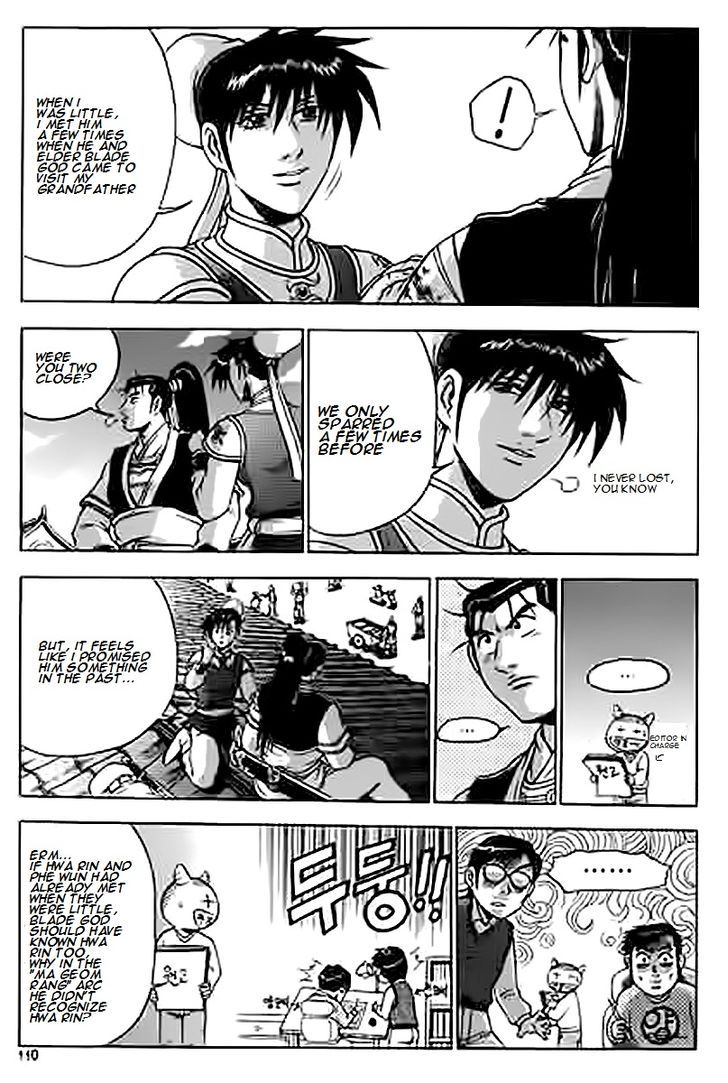 WHEN I
WAS LITTLE,
I MET HIM
A FEW TIMES
WHEN HE AND
ELDER BLADE
GOD CAME TO
VISIT MY
GRANDFATHER
!
WERE
YOU TWO
CLOSE?
WE ONLY
SPARRED
A FEW TIMES
BEFORE
I NEVER LOST,
YOU KNOW
BUT, IT FEELS
LIKE I PROMISED
HIM SOMETHING
IN THE PAST...
...
...
EDITOR IN
CHARGE
원고
ERM...
IF HWA RIN AND
PHE WUN HAD
ALREADY MET
WHEN THEY
WERE LITTLE,
BLADE GOD
SHOULD HAVE
KNOWN HWA
RIN TOO.
WHY IN THE
"MA GEOM
RANG" ARC
HE DIDN'T
RECOGNIZE
HWA RIN?
원고
두둥!!
......
110